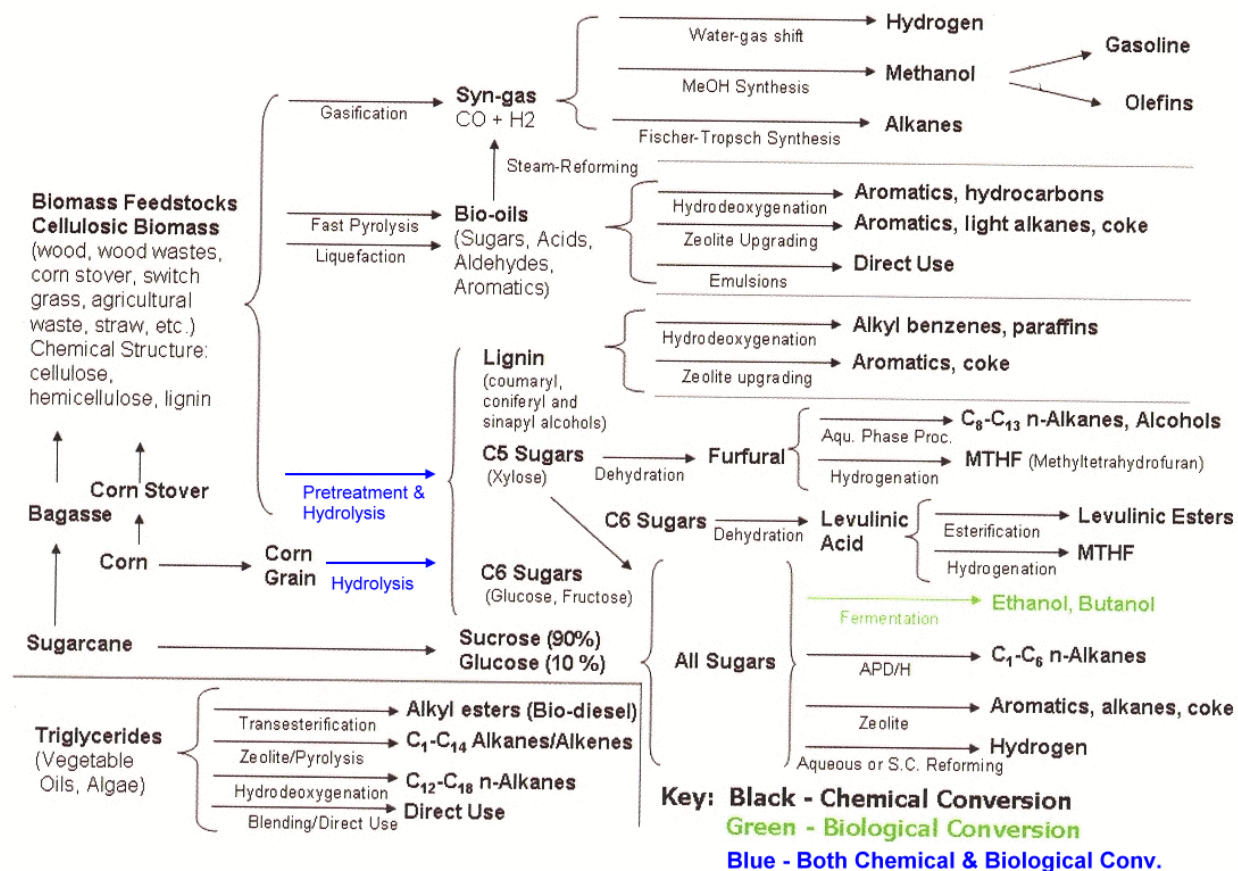 Water-gas shift
Hydrogen
Gasoline
Syn-gas
CO + H2
MeOH Synthesis
Methanol
Olefins
Gasification
Fischer-Tropsch Synthesis
Alkanes
Steam-Reforming
Biomass Feedstocks
Cellulosic Biomass
(wood, wood wastes,
corn stover, switch
grass, agricultural
waste, straw, etc.)
Chemical Structure:
cellulose,
hemicellulose, lignin
Fast Pyrolysis
Liquefaction
Bio-oils
(Sugars, Acids,
Aldehydes,
Aromatics)
Hydrodeoxygenation
Aromatics, hydrocarbons
Zeolite Upgrading
Aromatics, light alkanes, coke
Emulsions
Direct Use
Lignin
(coumaryl,
coniferyl and
sinapyl alcohols)
Hydrodeoxygenation
Alkyl benzenes, paraffins
Zeolite upgrading
Aromatics, coke
C5 Sugars
(Xylose)
Dehydration
Furfural
Aqu. Phase Proc.
C8-C13 n-Alkanes, Alcohols
Hydrogenation
MTHF (Methyltetrahydrofuran)
Pretreatment &
Hydrolysis
Corn Stover
Bagasse
C6 Sugars
Dehydration
Levulinic
Acid
Esterification
Levulinic Esters
Hydrogenation
MTHF
Corn
Corn
Grain
Hydrolysis
C6 Sugars
(Glucose, Fructose)
Sugarcane
Sucrose (90%)
Glucose (10 %)
All Sugars
Fermentation
Ethanol, Butanol
APD/H
C1-C6 n-Alkanes
Zeolite
Aromatics, alkanes, coke
Aqueous or S.C. Reforming
Hydrogen
Triglycerides
(Vegetable
Oils, Algae)
Transesterification
Alkyl esters (Bio-diesel)
Zeolite/Pyrolysis
C1-C14 Alkanes/Alkenes
Hydrodeoxygenation
C12-C18 n-Alkanes
Blending/Direct Use
Direct Use
Key: Black - Chemical Conversion
Green - Biological Conversion
Blue - Both Chemical & Biological Conv.